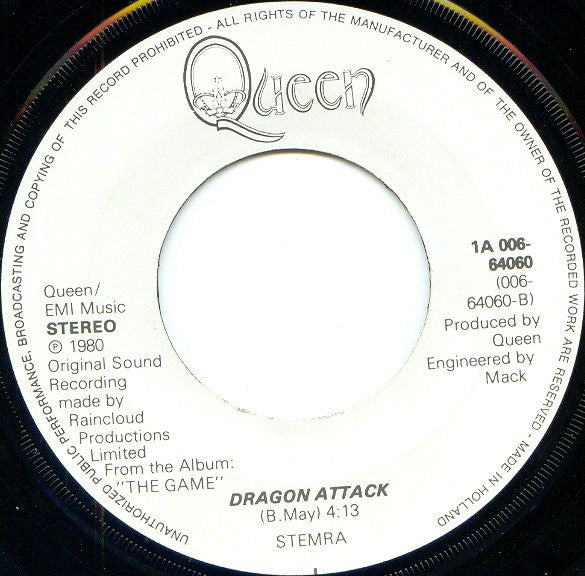 UNAUTHORIZED PUBLIC PERFORMANCE, BROADCASTING AND COPYING OF THIS RECORD PROHIBITED - ALL RIGHTS OF THE MANUFACTURER AND OF THE OWNER OF THE RECORDED WORK ARE RESERVED - MADE IN HOLLAND
Queen
1A 006-
64060
(006-
64060-B)
Produced by
Queen
Engineered by
Mack
Queen/
EMI Music
STEREO
℗ 1980
Original Sound
Recording
made by
Raincloud
Productions
Limited
From the Album:
"THE GAME"
DRAGON ATTACK
(B.May) 4:13
STEMRA